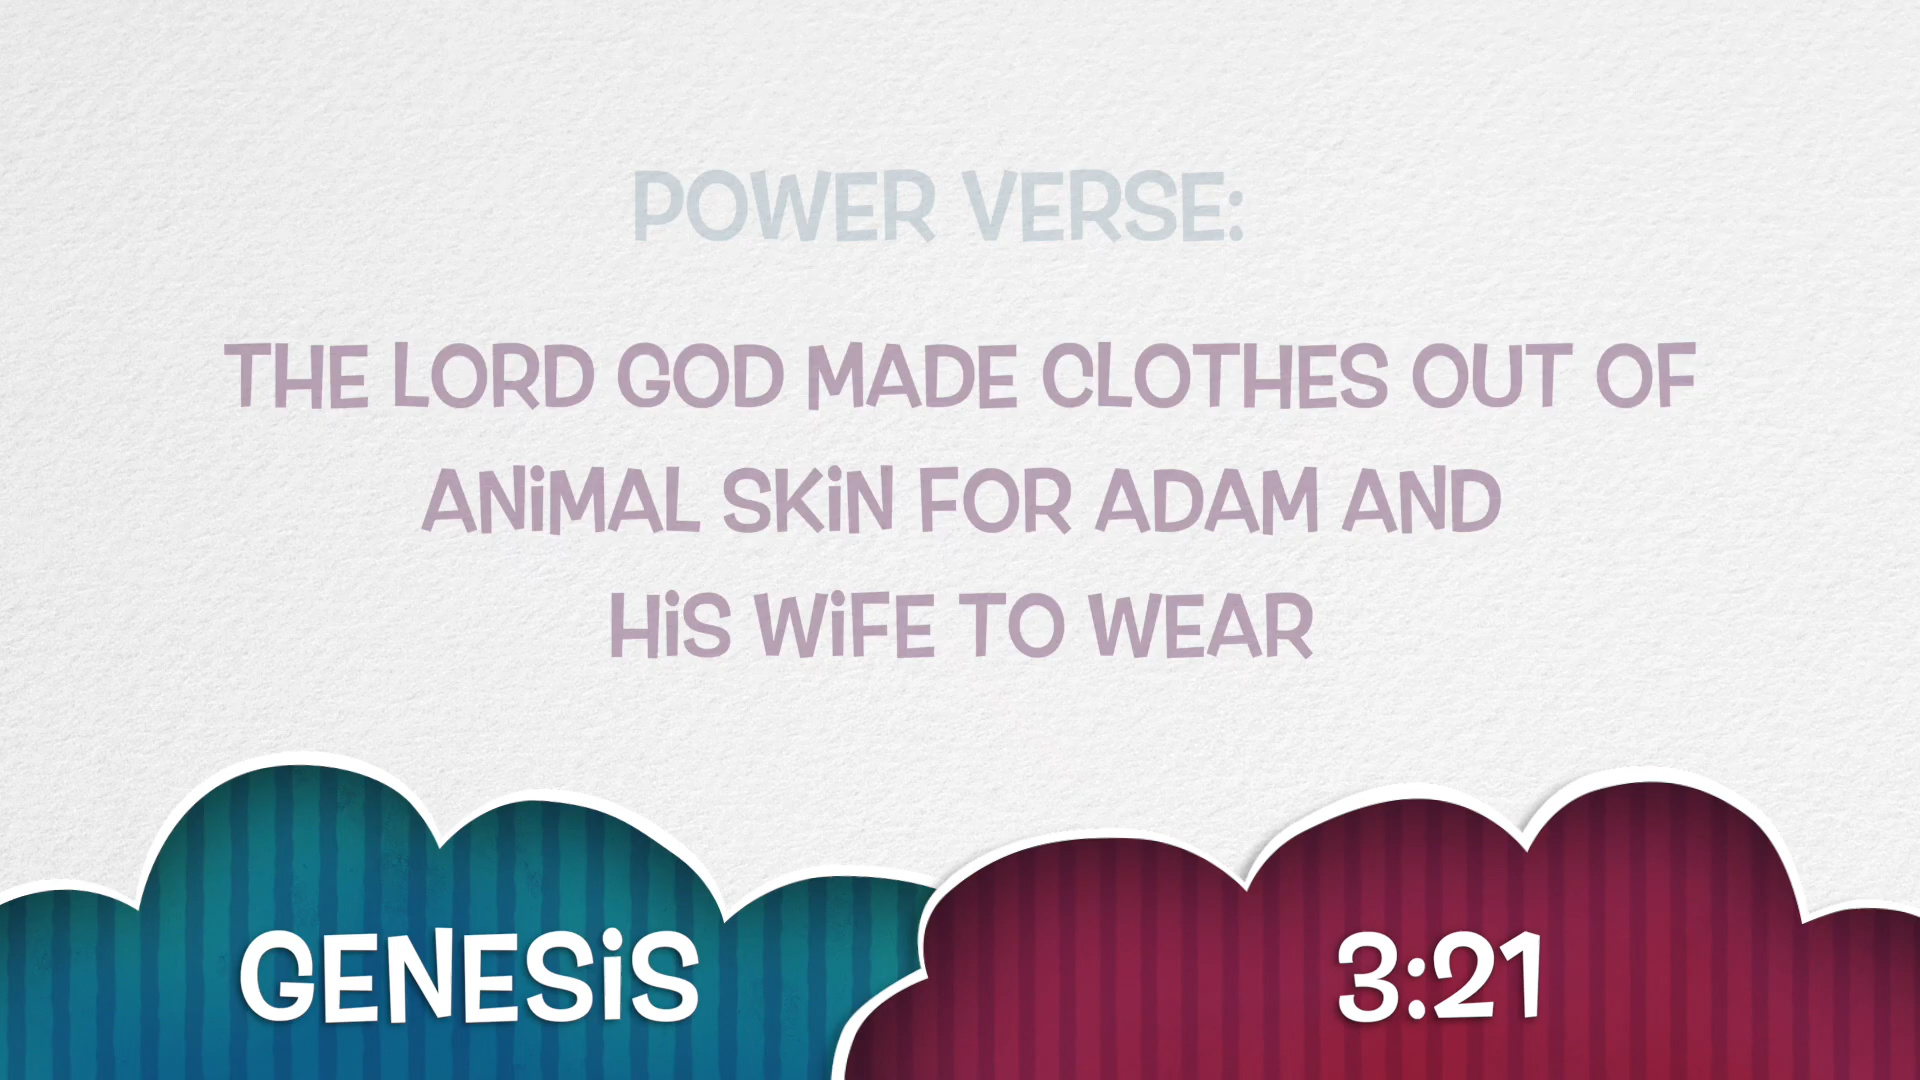 POWER VERSE:
THE LORD GOD MADE CLOTHES OUT OF
ANiMAL SKiN FOR ADAM AND
HiS WiFE TO WEAR
GENESiS
3:21